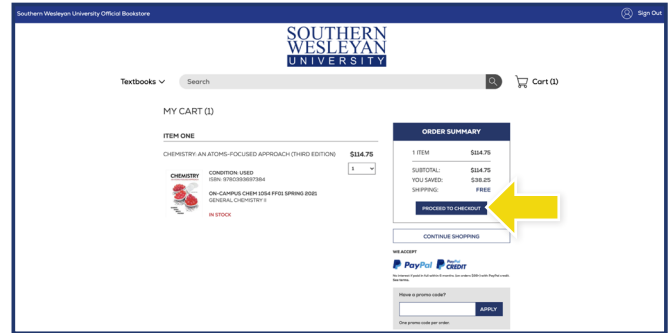 Southern Wesleyan University Official Bookstore
Sign Out
SOUTHERN
WESLEYAN
UNIVERSITY
Textbooks
Search
Cart (1)
MY CART (1)
ITEM ONE
CHEMISTRY: AN ATOMS-FOCUSED APPROACH (THIRD EDITION) $114.75
1
CHEMISTRY
CONDITION: USED
ISBN: 9780393697364
ON-CAMPUS CHEM 1054 FF01 SPRING 2021
GENERAL CHEMISTRY II
IN STOCK
ORDER SUMMARY
1 ITEM $114.75
SUBTOTAL: $114.75
YOU SAVED: $38.25
SHIPPING: FREE
PROCEED TO CHECKOUT
CONTINUE SHOPPING
WE ACCEPT
PayPal PayPal CREDIT
See terms.
Have a promo code?
APPLY
One promo code per order.